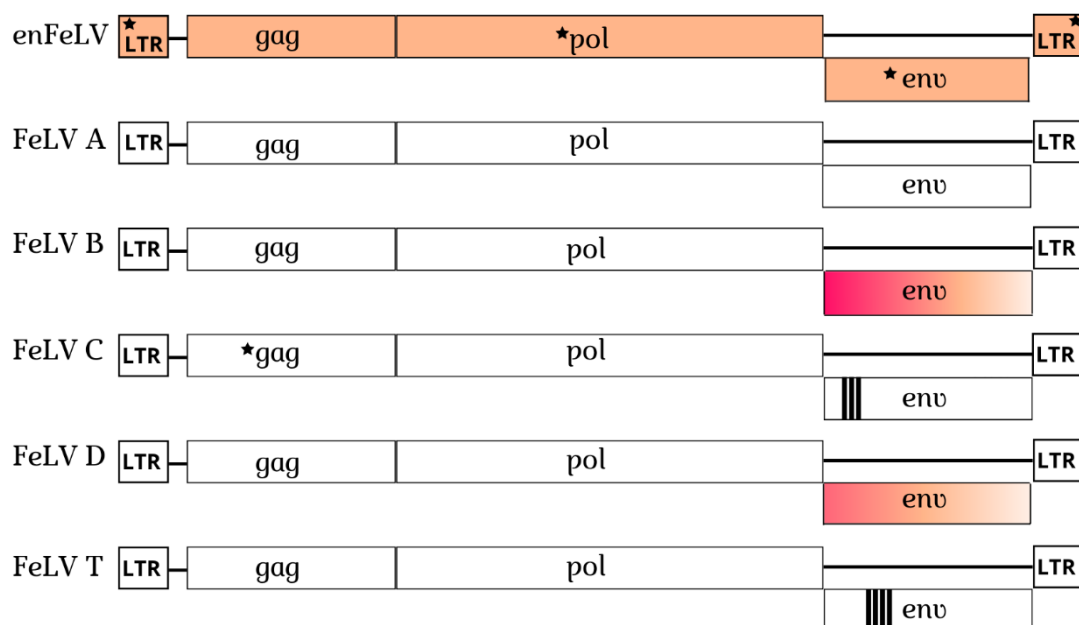 enFeLV LTR gag pol LTR
env
FeLV A LTR gag pol LTR
env
FeLV B LTR gag pol LTR
env
FeLV C LTR gag pol LTR
env
FeLV D LTR gag pol LTR
env
FeLV T LTR gag pol LTR
env